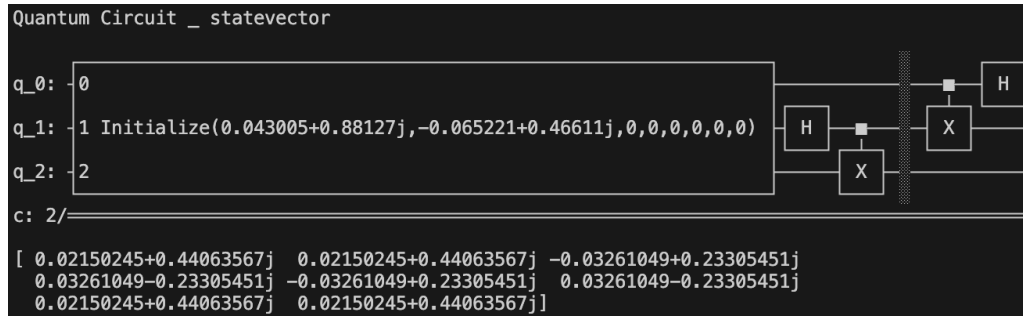 Quantum Circuit _ statevector
q_0: 0 H
q_1: 1 Initialize(0.043005+0.88127j,-0.065221+0.46611j,0,0,0,0,0,0) H X
q_2: 2 X
c: 2/
[ 0.02150245+0.44063567j 0.02150245+0.44063567j -0.03261049+0.23305451j
0.03261049-0.23305451j -0.03261049+0.23305451j 0.03261049-0.23305451j
0.02150245+0.44063567j 0.02150245+0.44063567j]